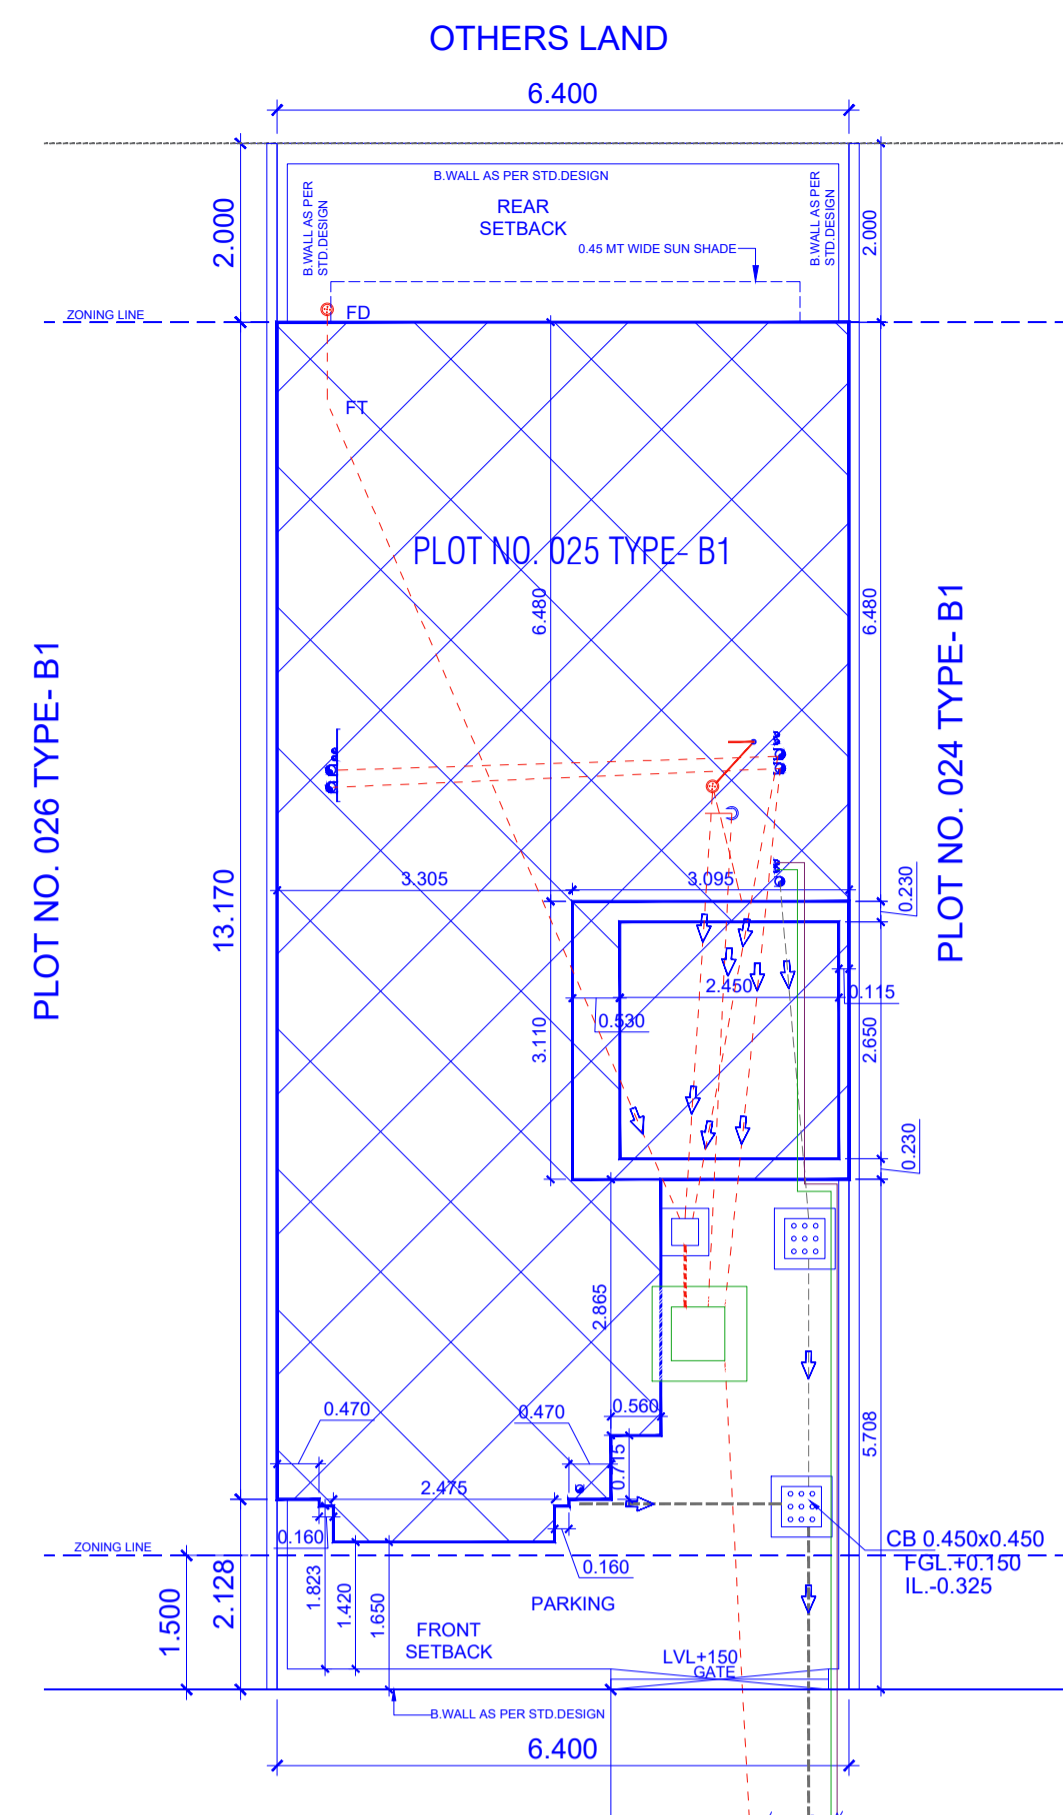 OTHERS LAND
6.400
B.WALL AS PER STD.DESIGN
B.WALL AS PER
STD.DESIGN
REAR
SETBACK
B.WALL AS PER
STD.DESIGN
2.000
2.000
0.45 MT WIDE SUN SHADE
ZONING LINE
FD
FT
PLOT NO. 025 TYPE- B1
6.480
6.480
PLOT NO. 026 TYPE- B1
PLOT NO. 024 TYPE- B1
13.170
3.305
3.095
0.230
2.450
0.115
0.530
3.110
2.650
0.230
2.865
0.470
0.470
0.560
0.715
5.708
2.475
0.160
0.160
CB 0.450x0.450
FGL.+0.150
IL.-0.325
ZONING LINE
1.500
2.128
1.823
1.420
1.650
PARKING
FRONT
SETBACK
LVL+150
GATE
B.WALL AS PER STD.DESIGN
6.400